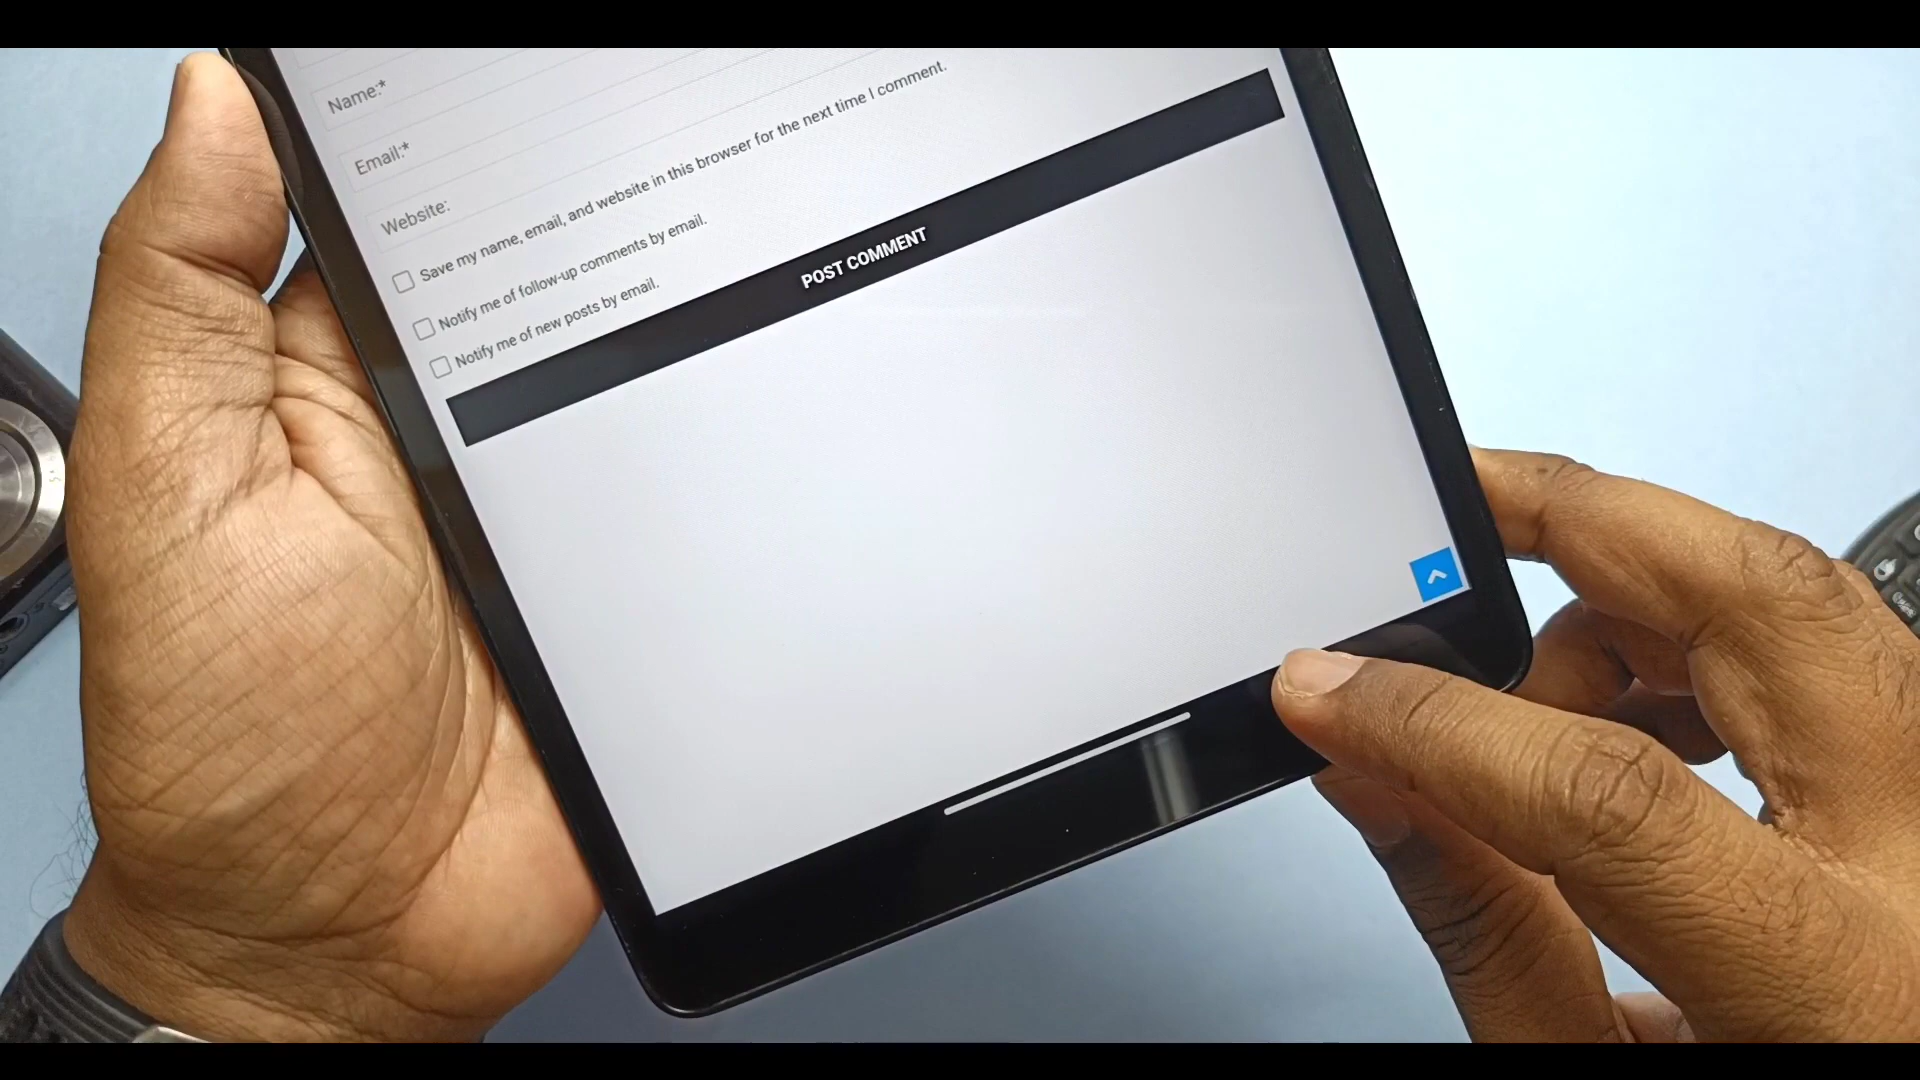 Name:*
Email:*
Website:
Save my name, email, and website in this browser for the next time I comment.
Notify me of follow-up comments by email.
Notify me of new posts by email.
POST COMMENT